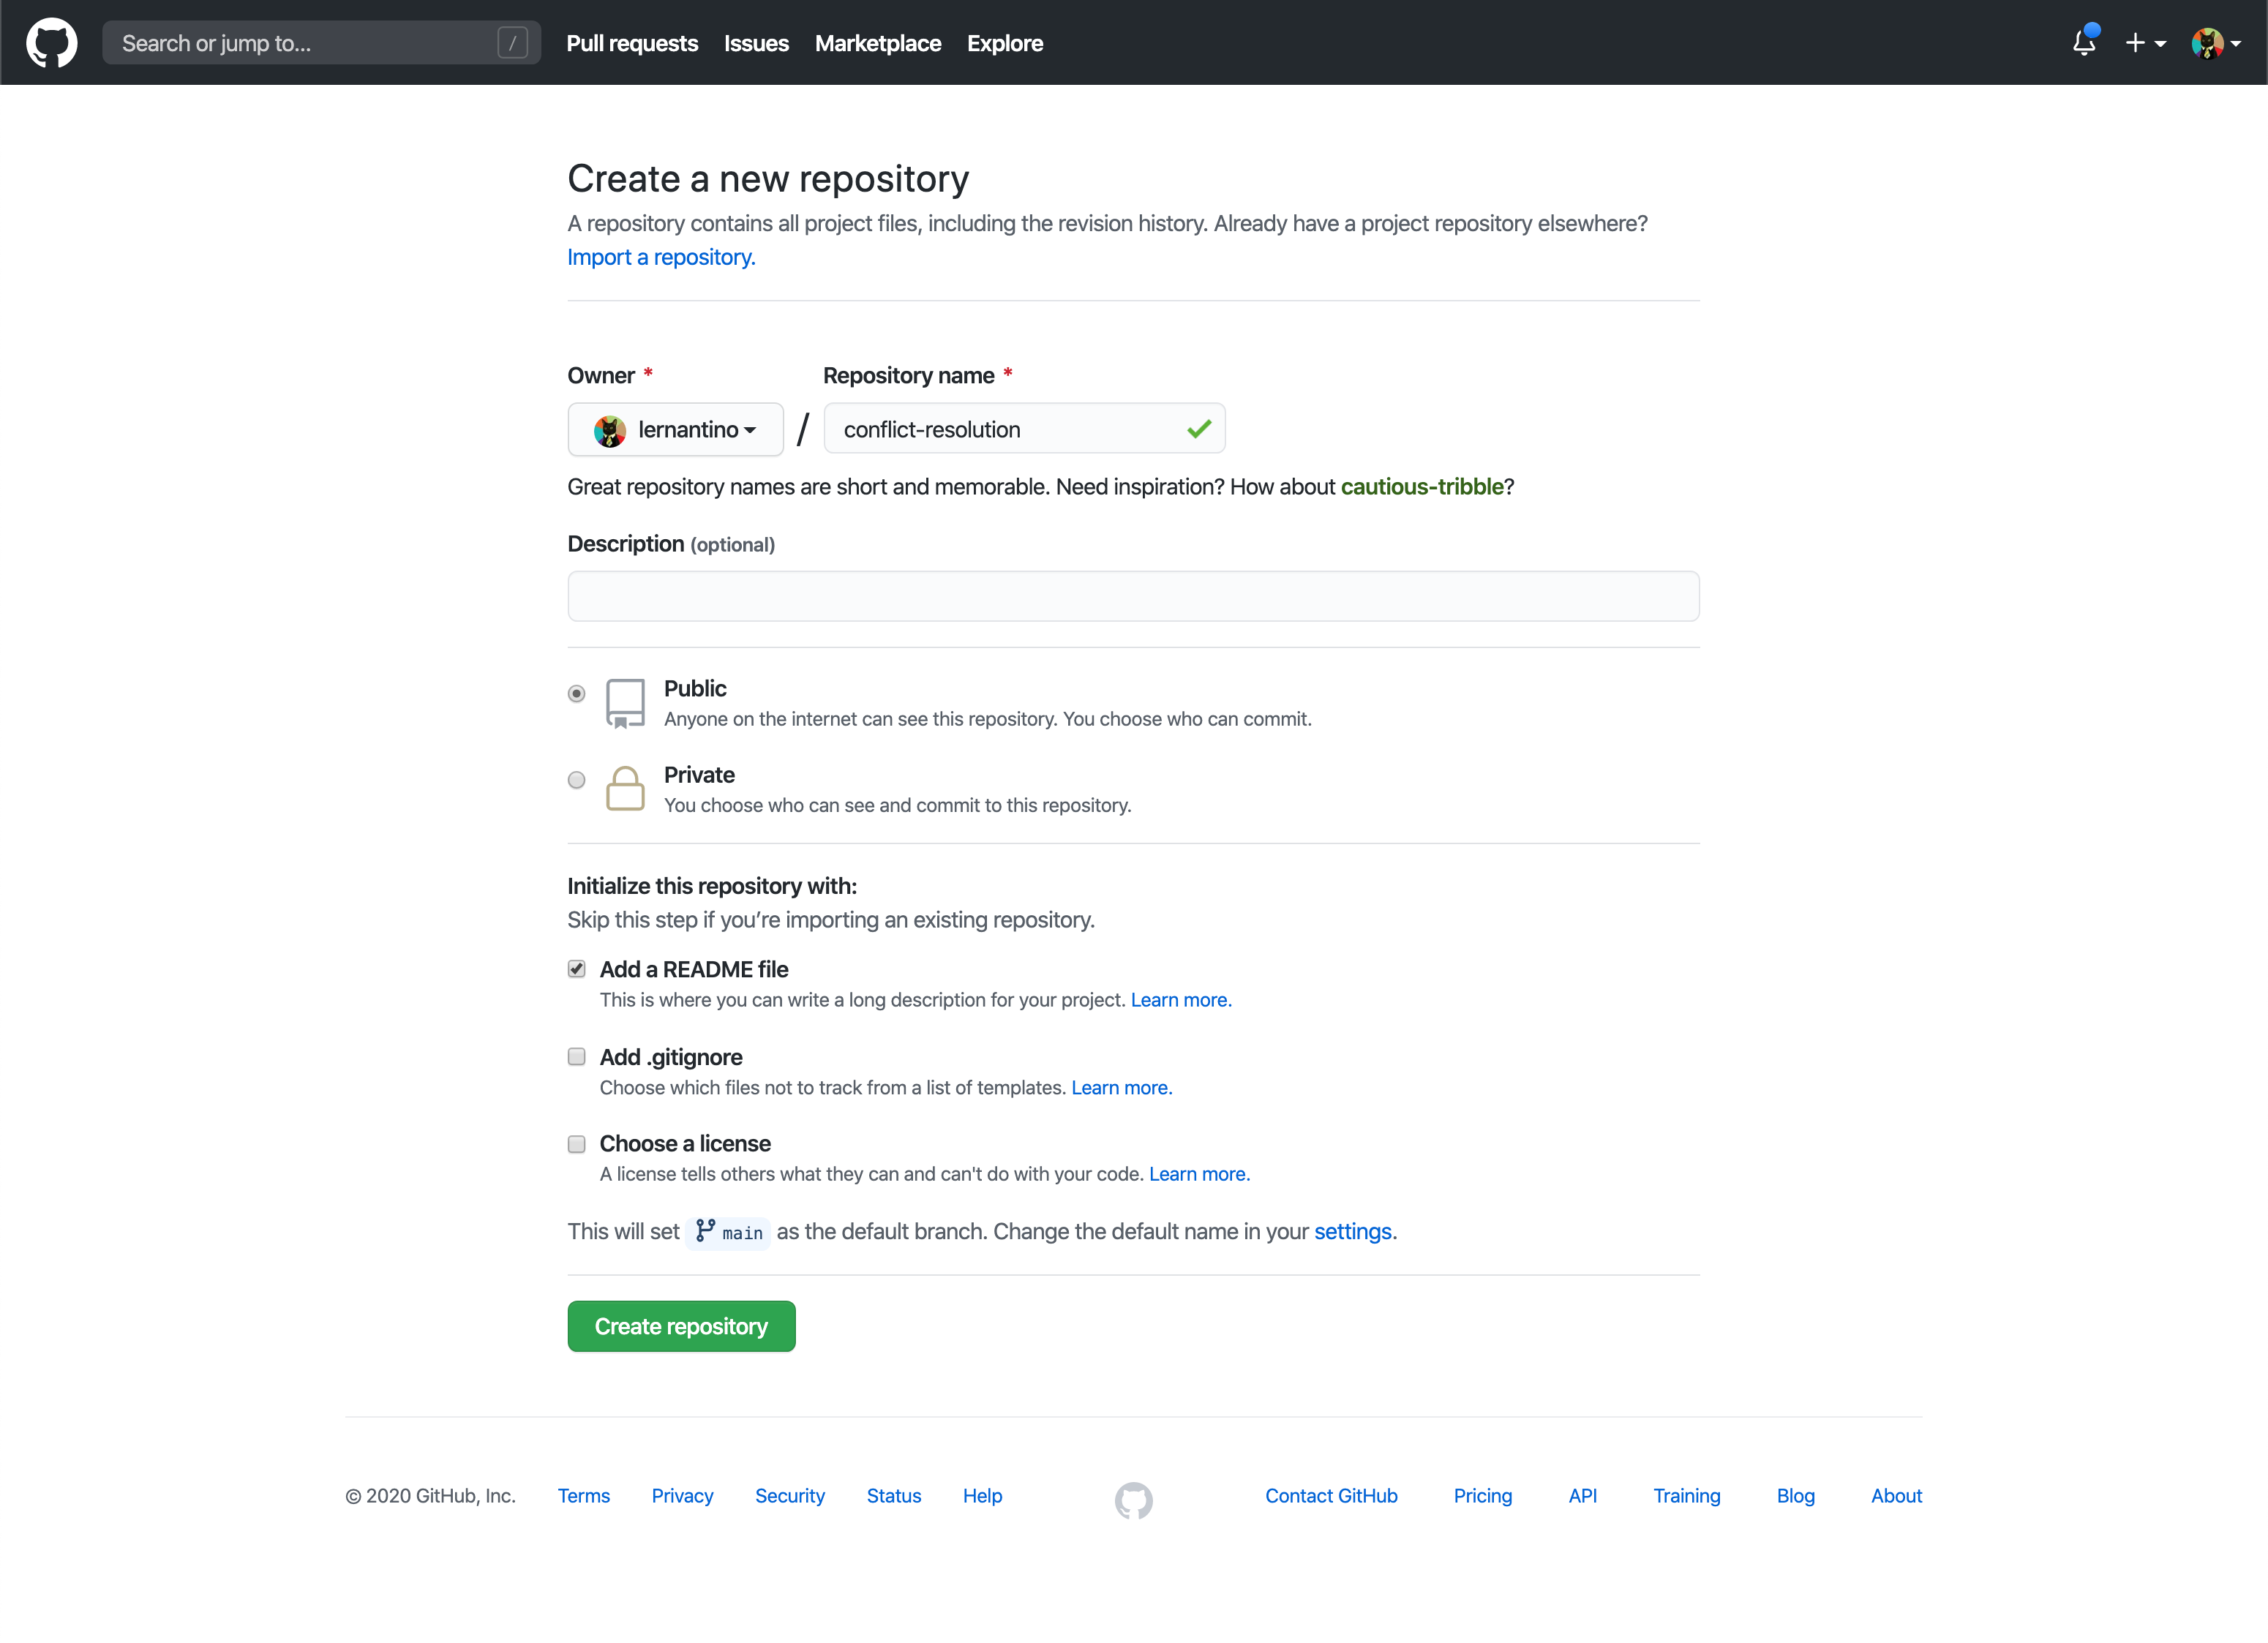 Search or jump to... /
Pull requests
Issues
Marketplace
Explore
Create a new repository
A repository contains all project files, including the revision history. Already have a project repository elsewhere?
Import a repository.
Owner * Repository name *
lernantino / conflict-resolution
Great repository names are short and memorable. Need inspiration? How about cautious-tribble?
Description (optional)
Public
Anyone on the internet can see this repository. You choose who can commit.
Private
You choose who can see and commit to this repository.
Initialize this repository with:
Skip this step if you’re importing an existing repository.
Add a README file
This is where you can write a long description for your project. Learn more.
Add .gitignore
Choose which files not to track from a list of templates. Learn more.
Choose a license
A license tells others what they can and can't do with your code. Learn more.
This will set main as the default branch. Change the default name in your settings.
Create repository
© 2020 GitHub, Inc. Terms Privacy Security Status Help Contact GitHub Pricing API Training Blog About